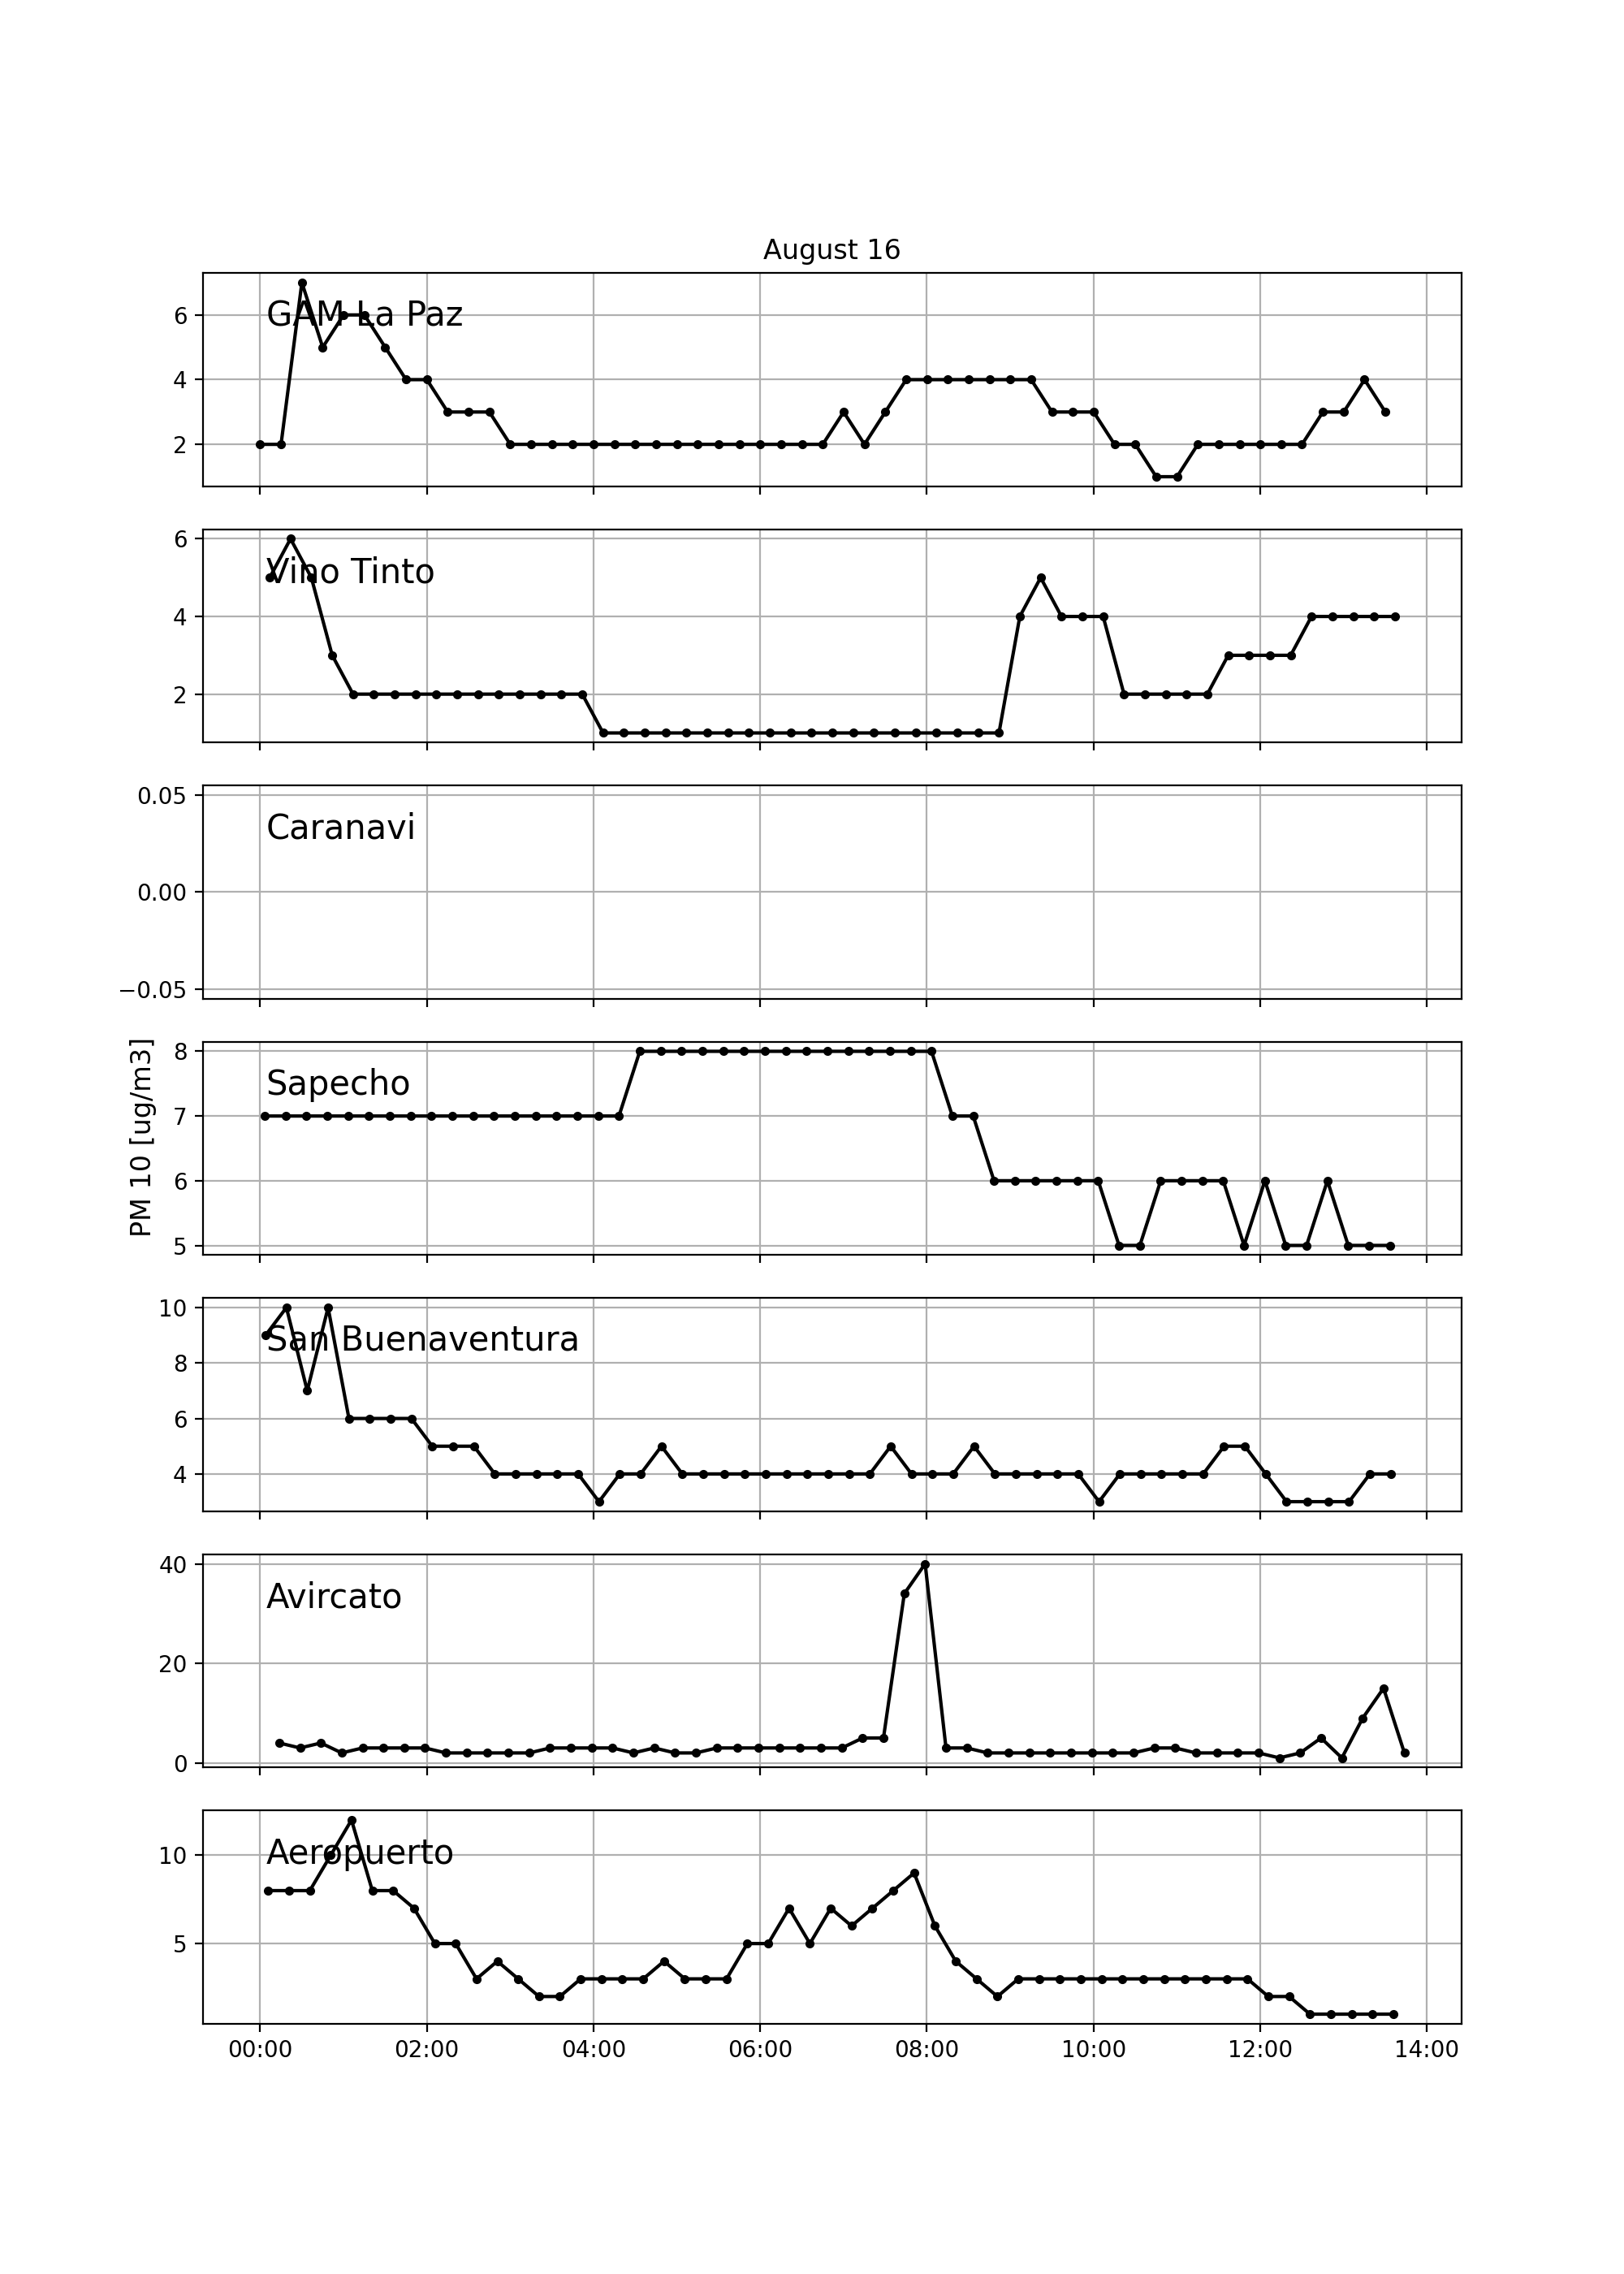 August 16
GAM La Paz
6
4
2
Vino Tinto
6
4
2
Caranavi
0.05
0.00
−0.05
PM 10 [ug/m3]
Sapecho
8
7
6
5
San Buenaventura
10
8
6
4
Avircato
40
20
0
Aeropuerto
10
5
00:00 02:00 04:00 06:00 08:00 10:00 12:00 14:00